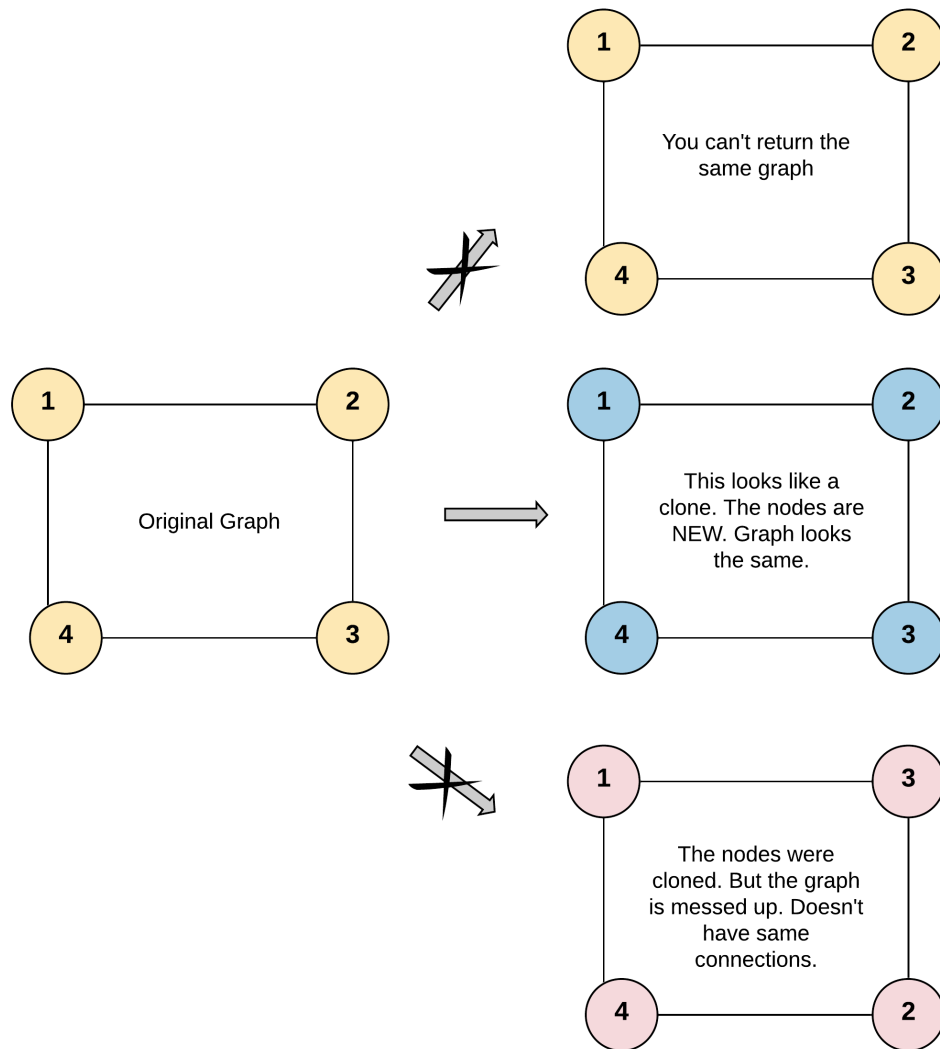 1
2
You can't return the
same graph
4
3
1
2
Original Graph
4
3
1
2
This looks like a
clone. The nodes are
NEW. Graph looks
the same.
4
3
1
3
The nodes were
cloned. But the graph
is messed up. Doesn't
have same
connections.
4
2